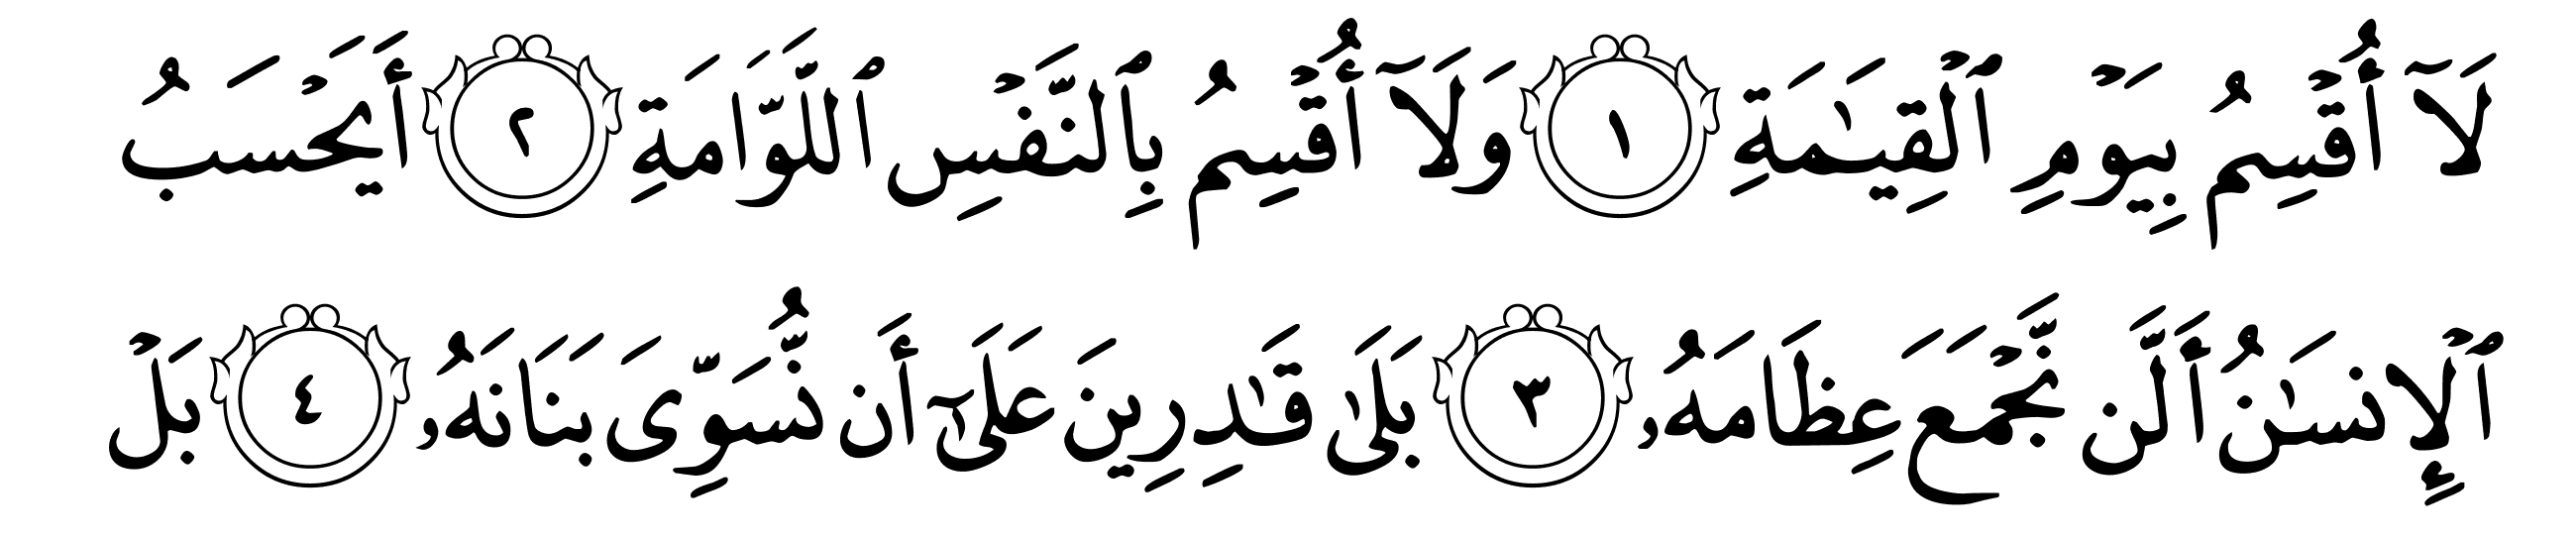 لَآ أُقۡسِمُ بِيَوۡمِ ٱلۡقِيَـٰمَةِ ١ وَلَآ أُقۡسِمُ بِٱلنَّفۡسِ ٱللَّوَّامَةِ ٢ أَيَحۡسَبُ
ٱلۡإِنسَـٰنُ أَلَّن نَّجۡمَعَ عِظَامَهُۥ ٣ بَلَىٰ قَـٰدِرِينَ عَلَىٰٓ أَن نُّسَوِّىَ بَنَانَهُۥ ٤ بَلۡ